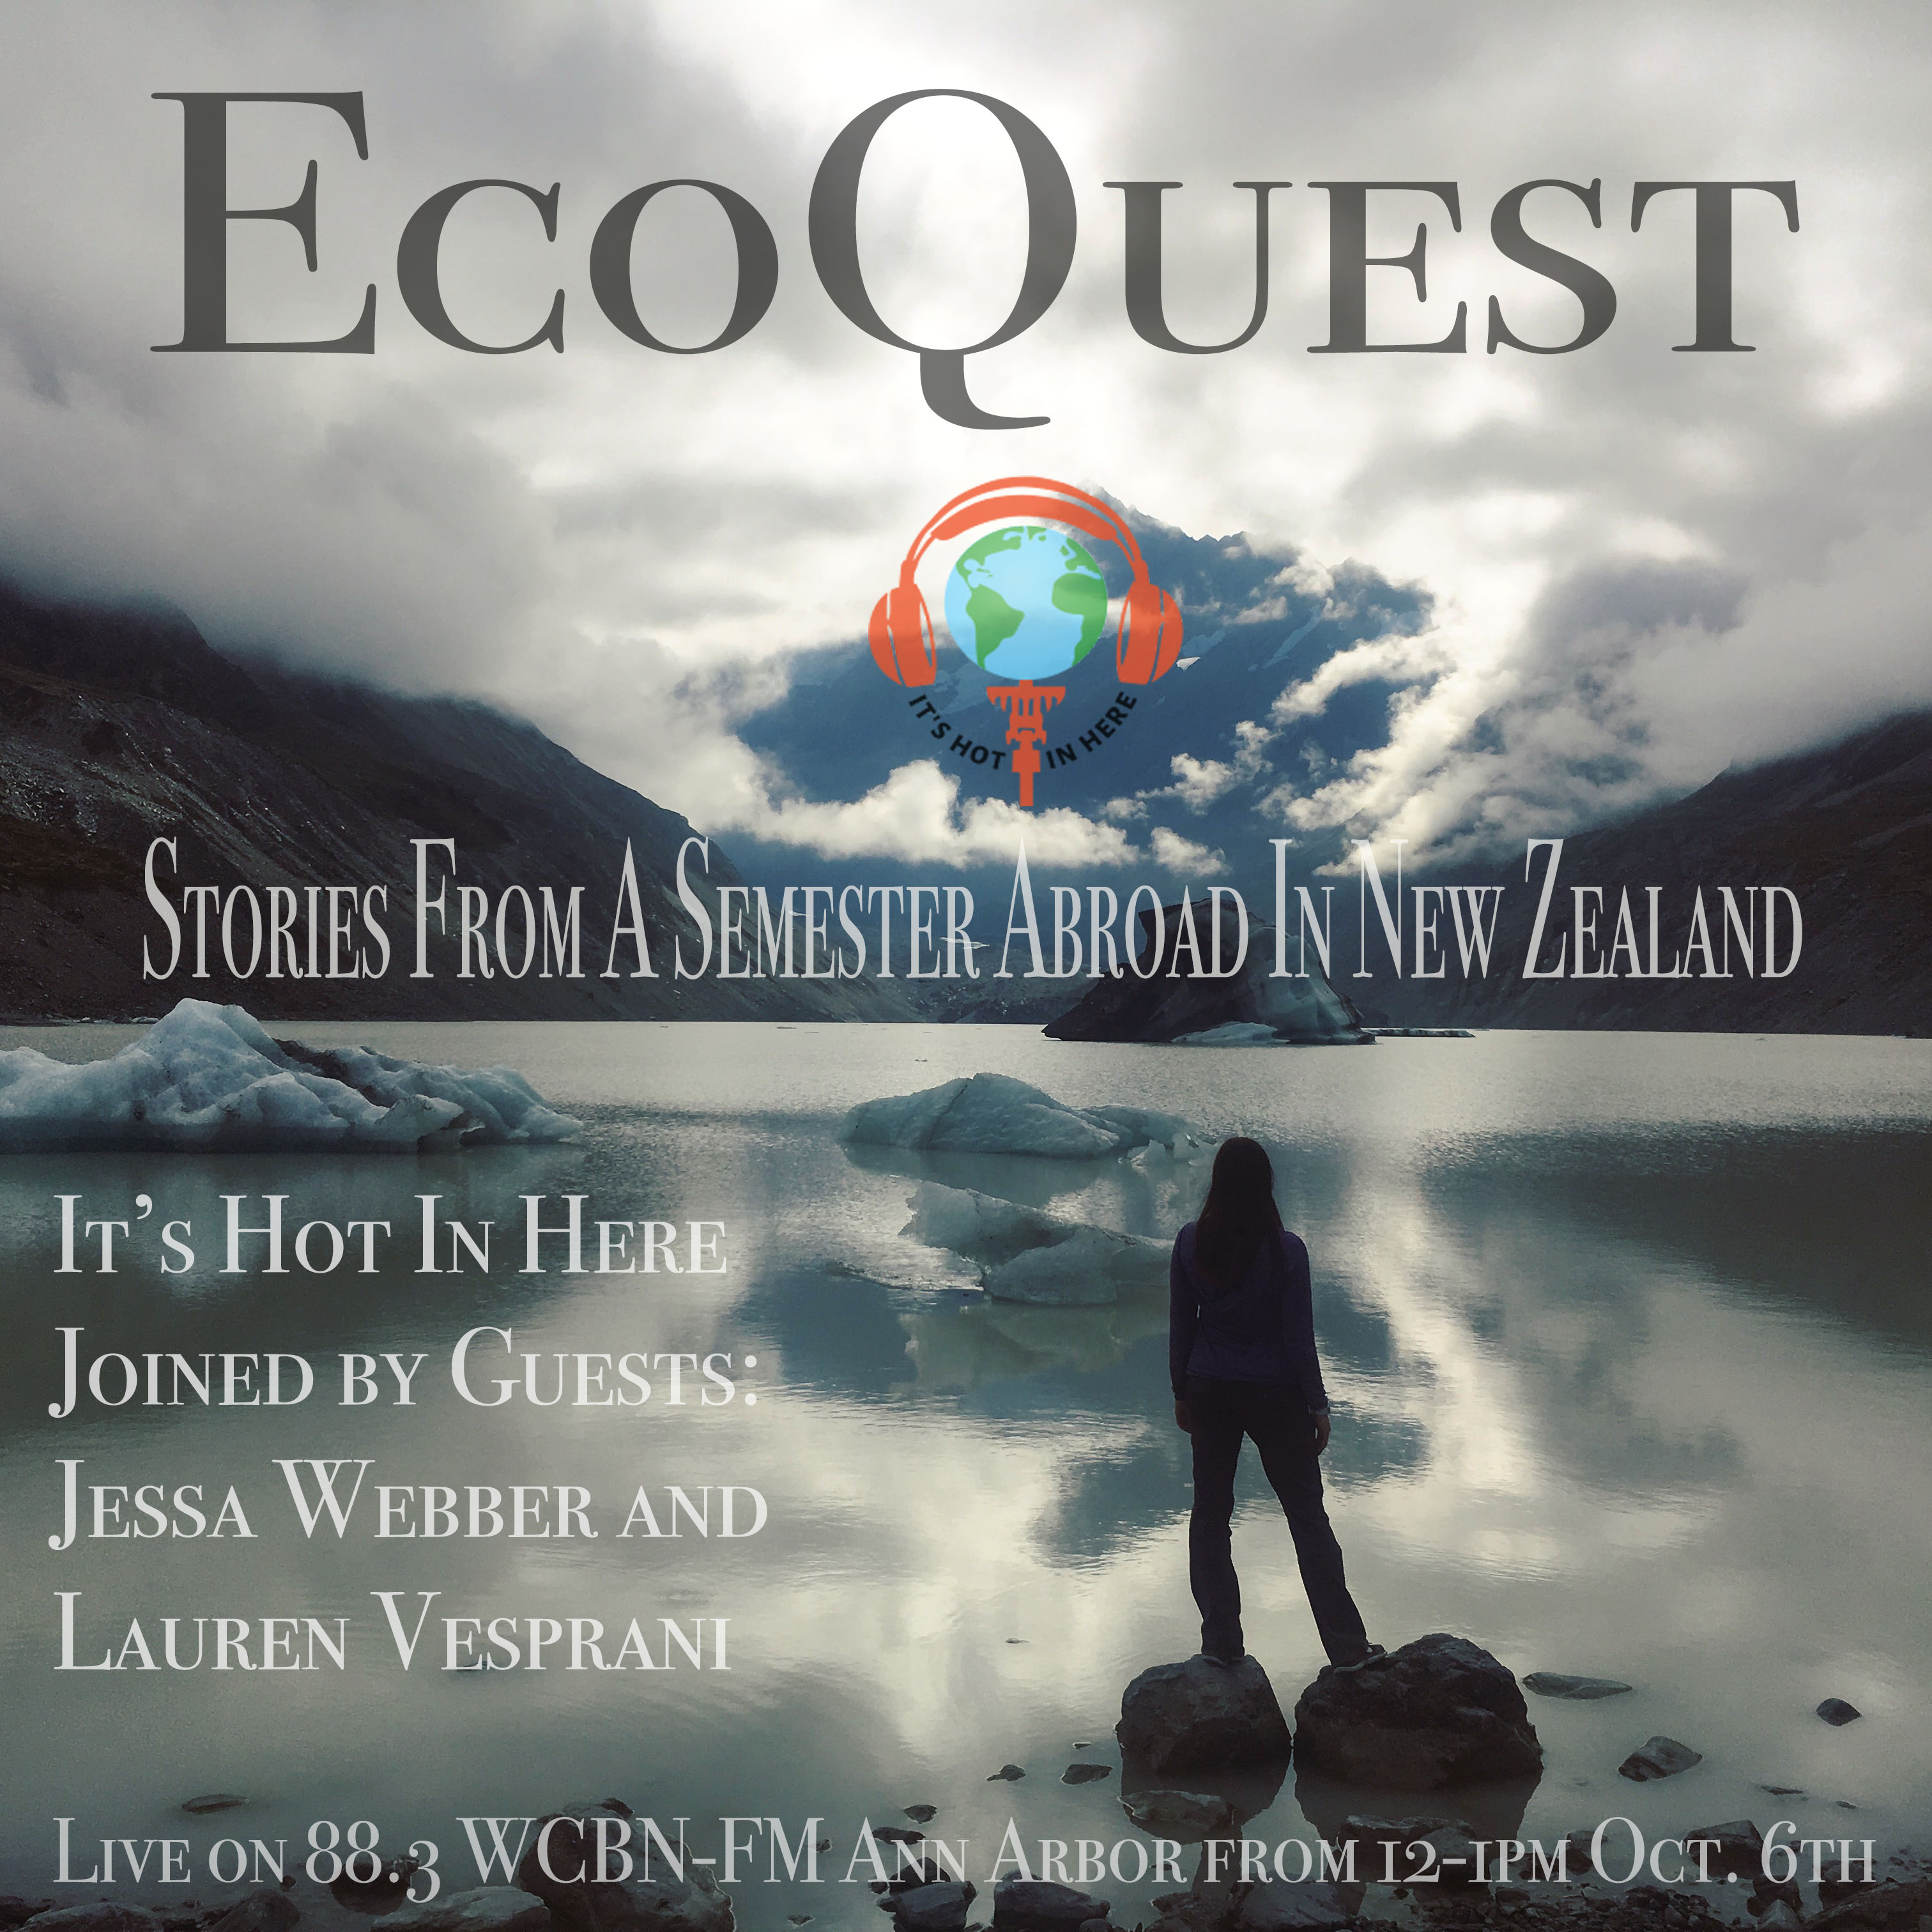 EcoQuest
IT'S HOT IN HERE
Stories From A Semester Abroad In New Zealand
It's Hot In Here
Joined by Guests:
Jessa Webber and
Lauren Vesprani
Live on 88.3 WCBN-FM Ann Arbor from 12-1pm Oct. 6th